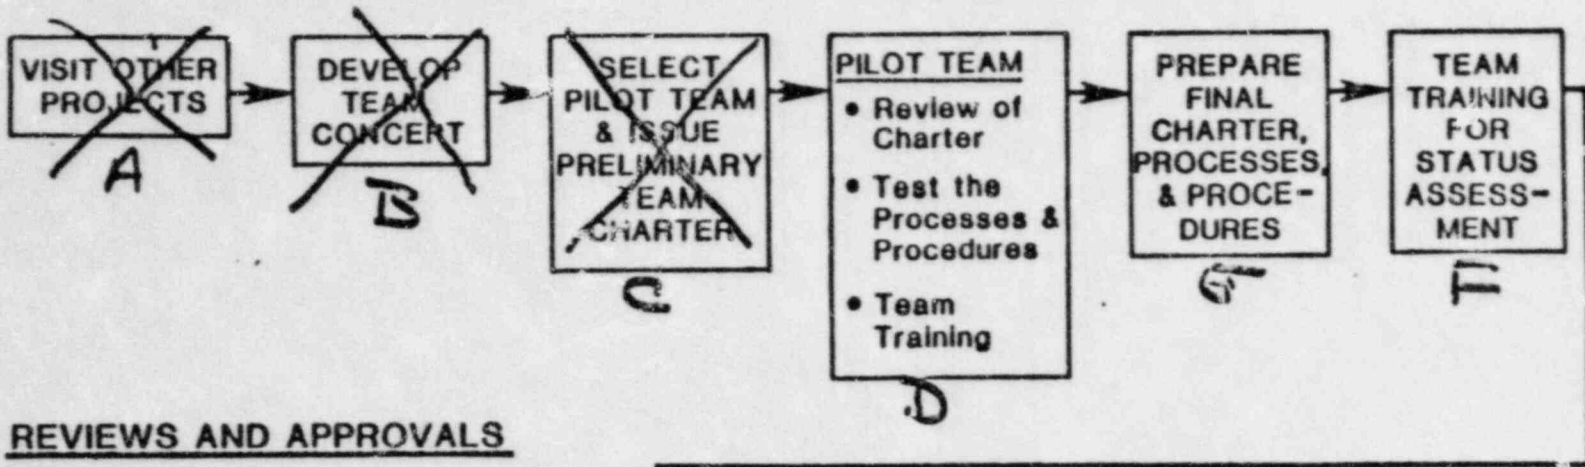 VISIT OTHER
PROJECTS
A
DEVELOP
TEAM
CONCERT
B
SELECT
PILOT TEAM
& ISSUE
PRELIMINARY
TEAM
CHARTER
C
PILOT TEAM
• Review of
Charter
• Test the
Processes &
Procedures
• Team
Training
D
PREPARE
FINAL
CHARTER,
PROCESSES,
& PROCE-
DURES
TEAM
TRAINING
FOR
STATUS
ASSESS-
MENT
F
REVIEWS AND APPROVALS